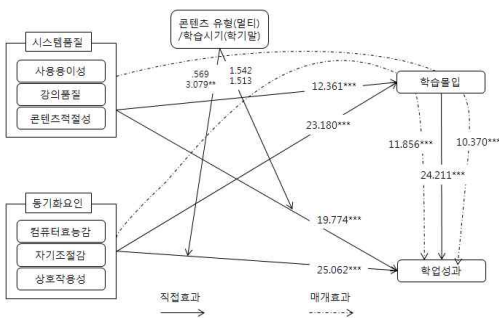 콘텐츠 유형(멀티)
/학습시기(학기말)
시스템품질
사용용이성
강의품질
콘텐츠적절성
.569
3.079**
1.542
1.513
12.361***
학습몰입
23.180***
11.856***
10.370***
24.211***
동기화요인
컴퓨터효능감
자기조절감
상호작용성
19.774***
25.062***
학업성과
직접효과
매개효과